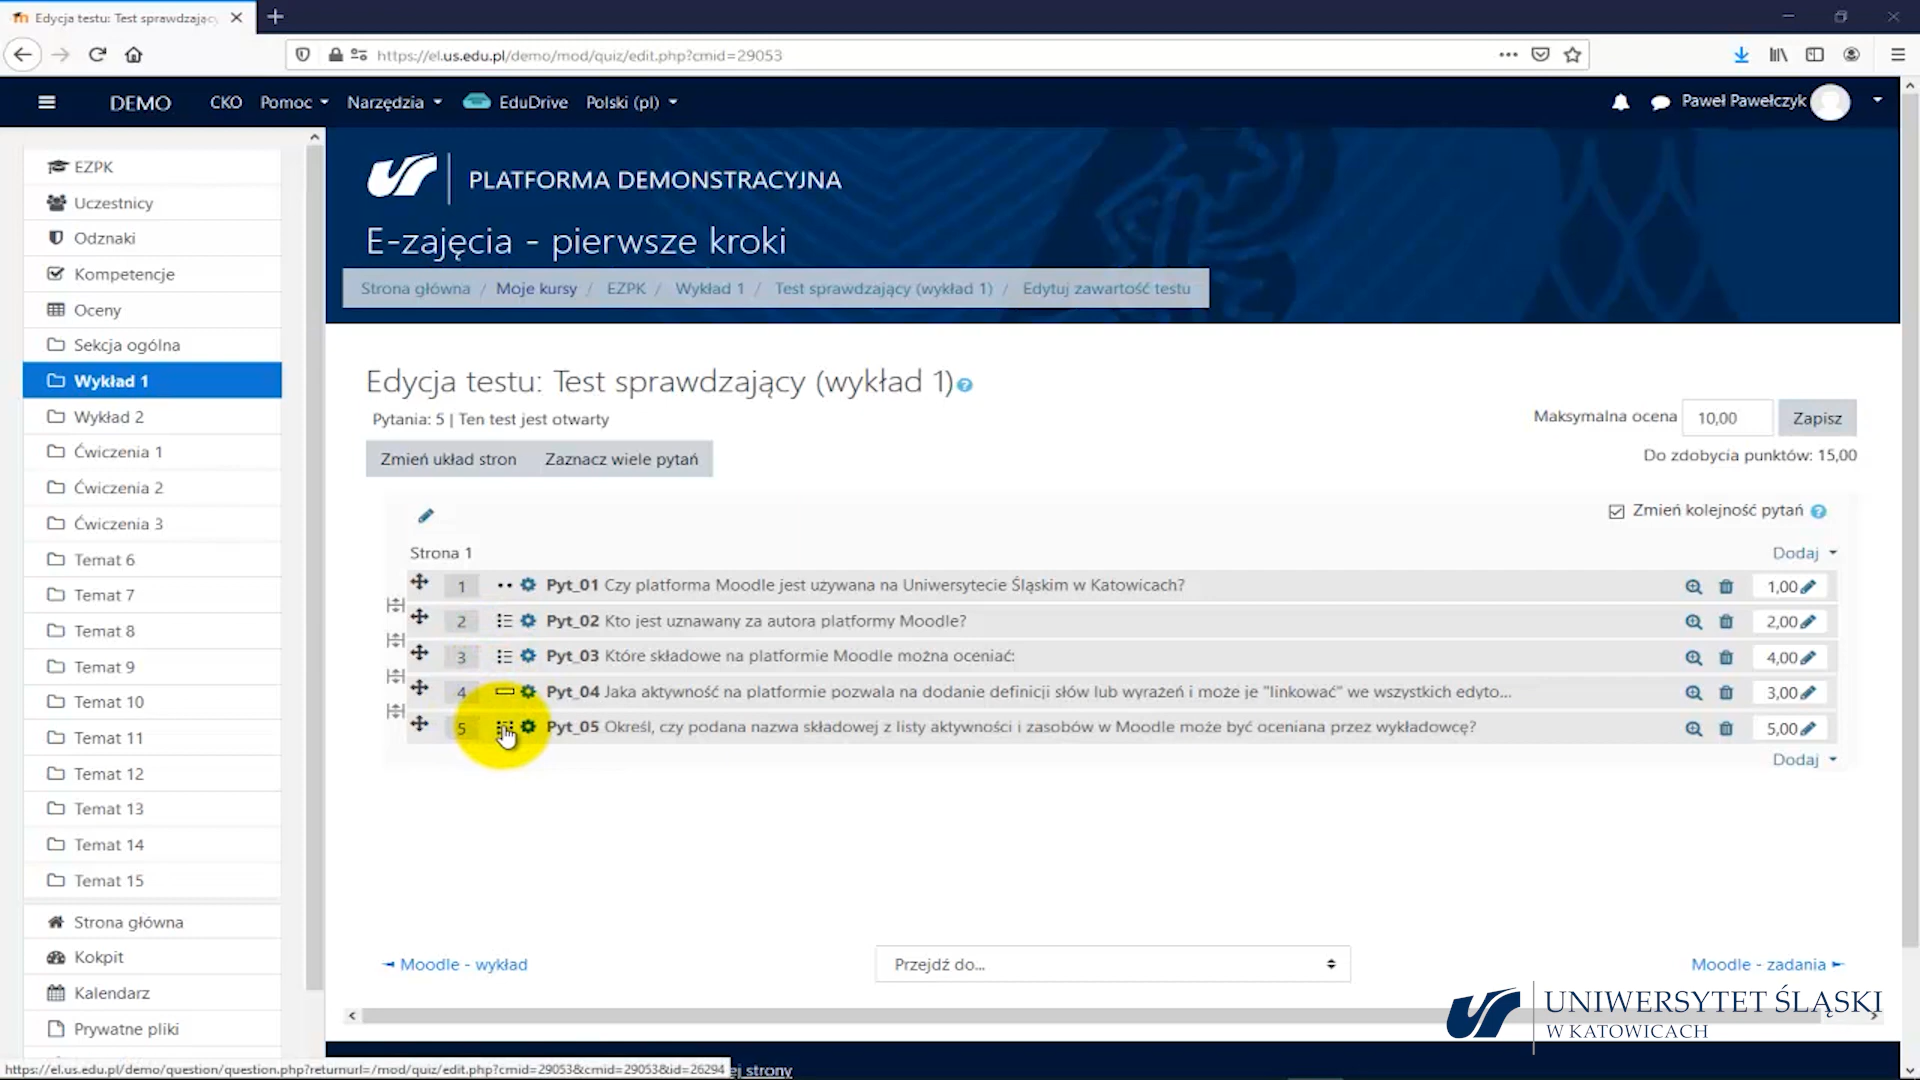 Edycja testu: Test sprawdzając
https://el.us.edu.pl/demo/mod/quiz/edit.php?cmid=29053
DEMO CKO Pomoc Narzędzia EduDrive Polski (pl) Paweł Pawełczyk
EZPK
Uczestnicy
Odznaki
Kompetencje
Oceny
Sekcja ogólna
Wykład 1
Wykład 2
Ćwiczenia 1
Ćwiczenia 2
Ćwiczenia 3
Temat 6
Temat 7
Temat 8
Temat 9
Temat 10
Temat 11
Temat 12
Temat 13
Temat 14
Temat 15
Strona główna
Kokpit
Kalendarz
Prywatne pliki
PLATFORMA DEMONSTRACYJNA
E-zajęcia - pierwsze kroki
Strona główna / Moje kursy / EZPK / Wykład 1 / Test sprawdzający (wykład 1) / Edytuj zawartość testu
Edycja testu: Test sprawdzający (wykład 1)
Pytania: 5 | Ten test jest otwarty
Maksymalna ocena 10,00 Zapisz
Zmień układ stron Zaznacz wiele pytań
Do zdobycia punktów: 15,00
Zmień kolejność pytań
Strona 1 Dodaj
1 Pyt_01 Czy platforma Moodle jest używana na Uniwersytecie Śląskim w Katowicach? 1,00
2 Pyt_02 Kto jest uznawany za autora platformy Moodle? 2,00
3 Pyt_03 Które składowe na platformie Moodle można oceniać: 4,00
4 Pyt_04 Jaka aktywność na platformie pozwala na dodanie definicji słów lub wyrażeń i może je "linkować" we wszystkich edyto... 3,00
5 Pyt_05 Określ, czy podana nazwa składowej z listy aktywności i zasobów w Moodle może być oceniana przez wykładowcę? 5,00
Dodaj
Moodle - wykład Przejdź do... Moodle - zadania
UNIWERSYTET ŚLĄSKI
W KATOWICACH
https://el.us.edu.pl/demo/question/question.php?returnurl=/mod/quiz/edit.php?cmid=29053&cmid=29053&id=26294 ej strony